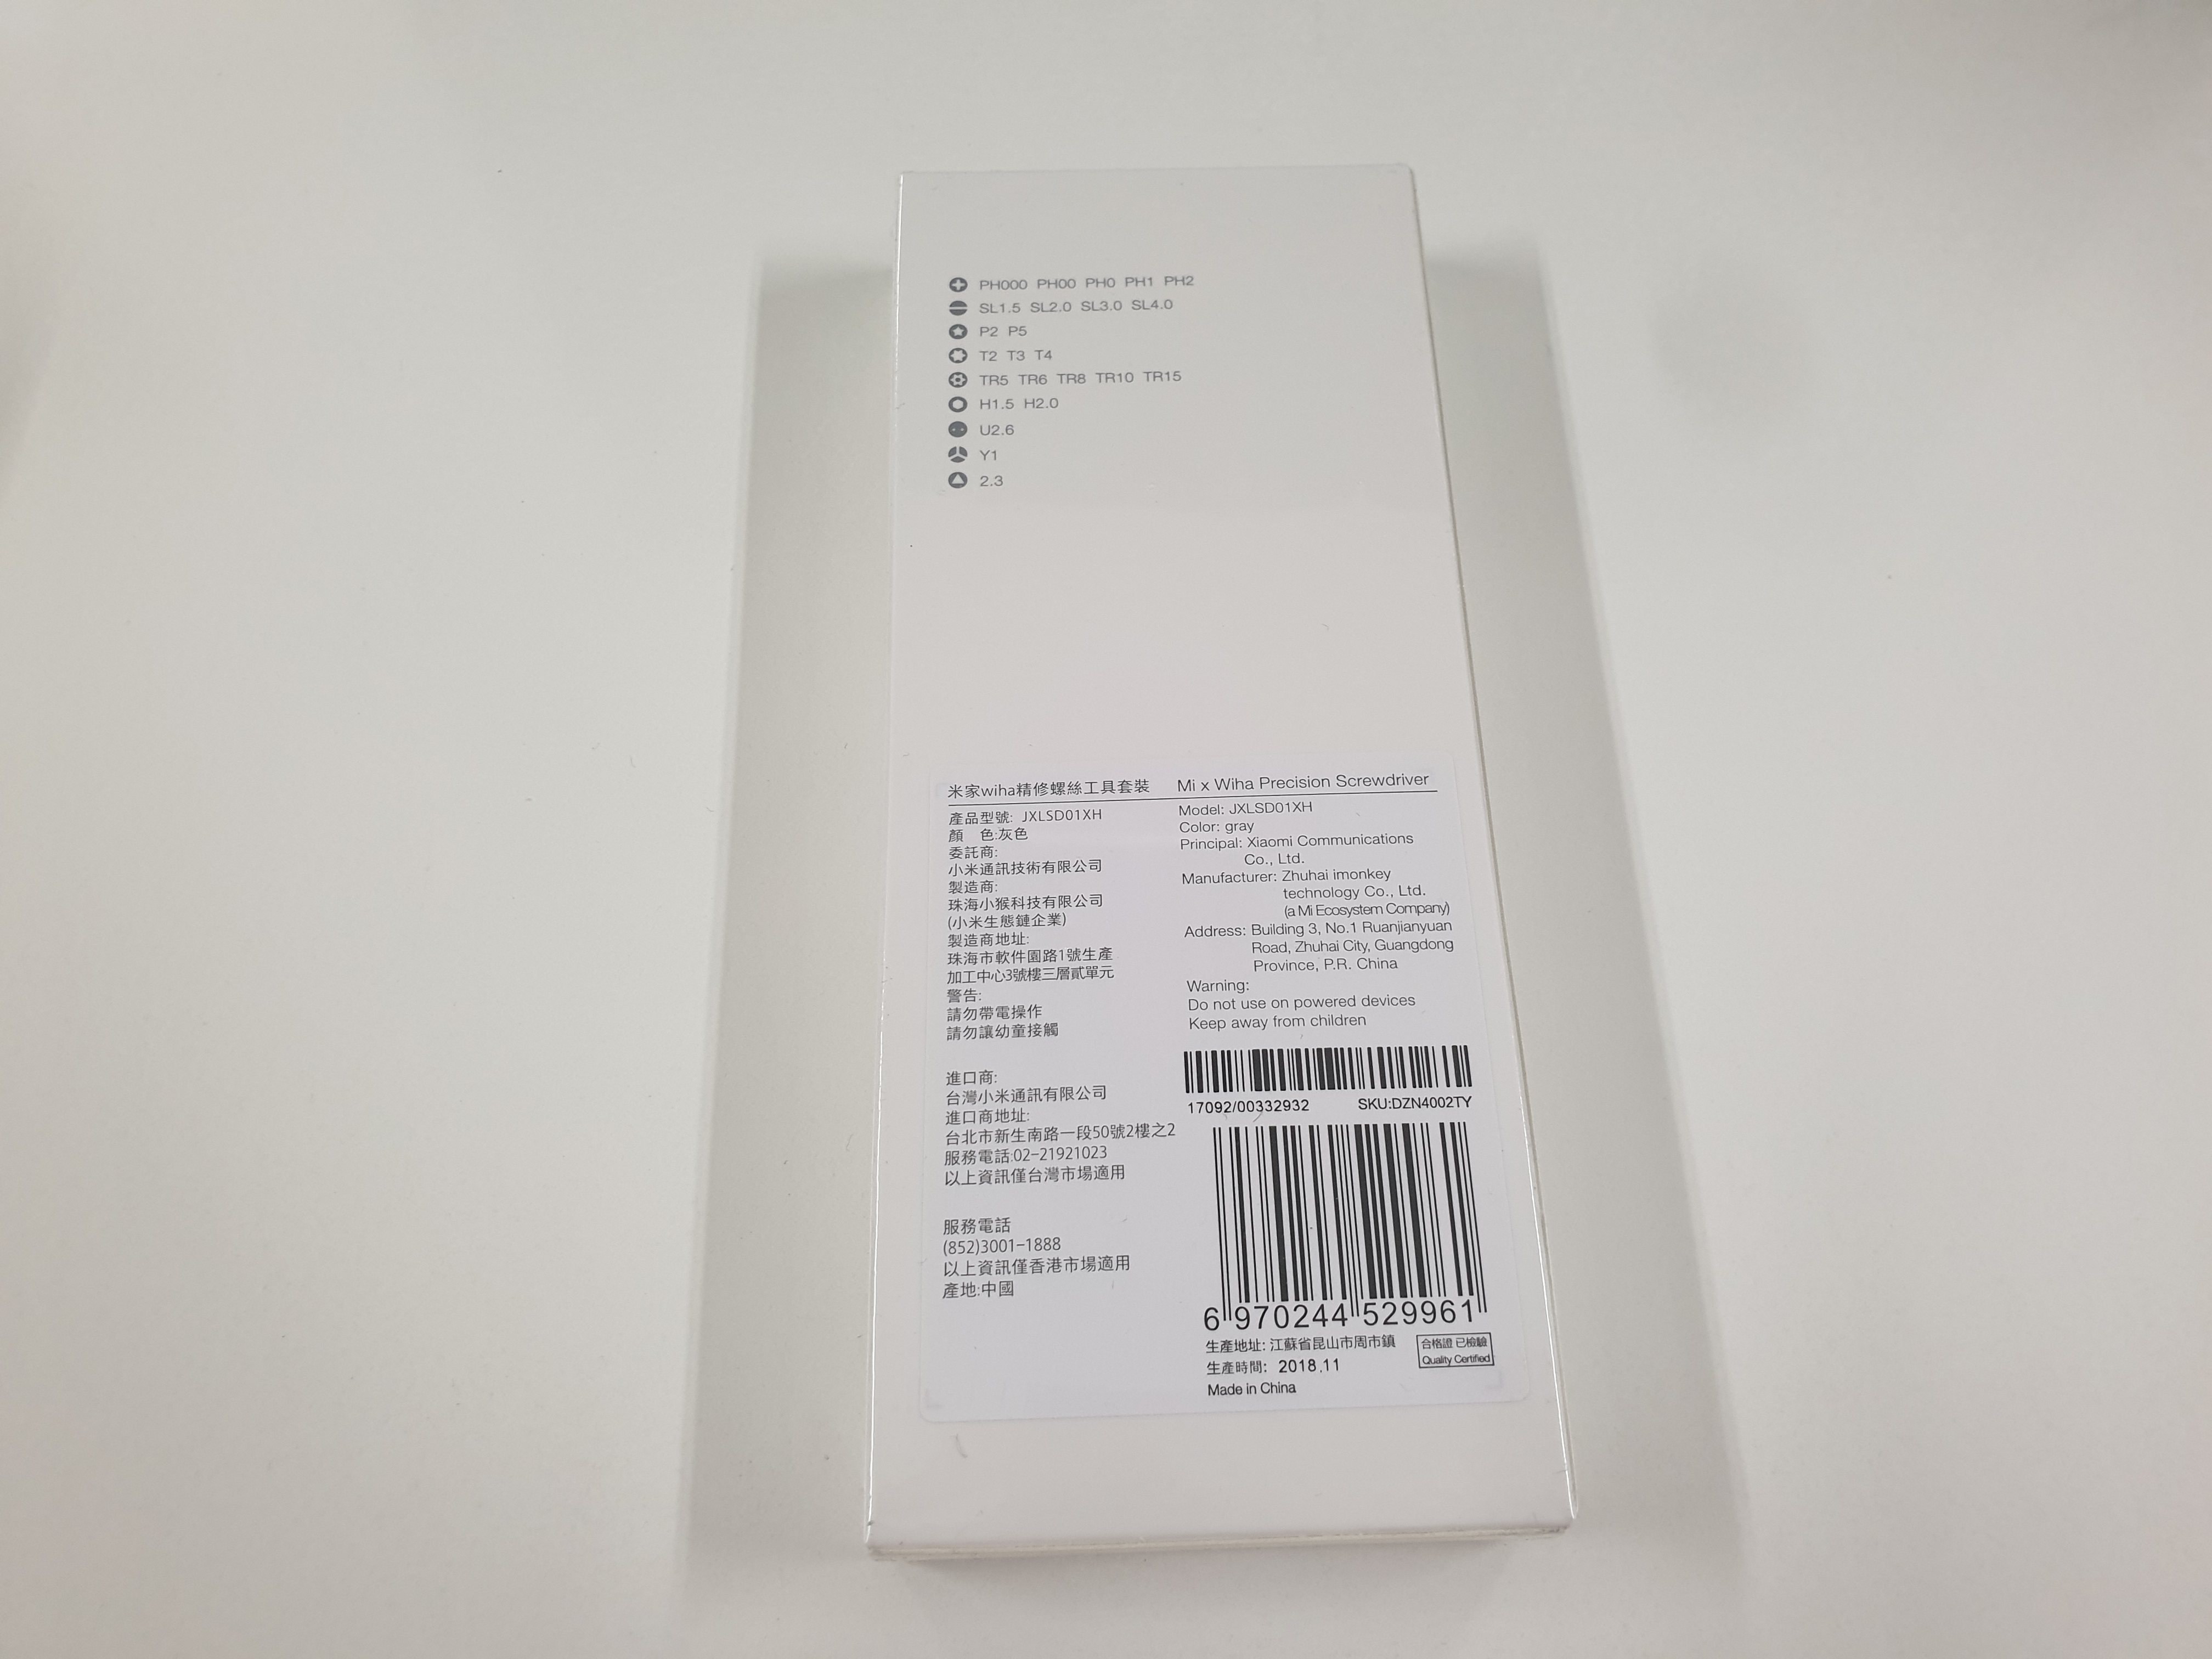 PH000 PH00 PH0 PH1 PH2
SL1.5 SL2.0 SL3.0 SL4.0
P2 P5
T2 T3 T4
TR5 TR6 TR8 TR10 TR15
H1.5 H2.0
U2.6
Y1
2.3
米家wiha精修螺絲工具套裝
產品型號: JXLSD01XH
顏 色:灰色
委託商:
小米通訊技術有限公司
製造商:
珠海小猴科技有限公司
(小米生態鏈企業)
製造商地址:
珠海市軟件園路1號生產
加工中心3號樓三層貳單元
警告:
請勿帶電操作
請勿讓幼童接觸
進口商:
台灣小米通訊有限公司
進口商地址:
台北市新生南路一段50號2樓之2
服務電話:02-21921023
以上資訊僅台灣市場適用
服務電話
(852)3001-1888
以上資訊僅香港市場適用
產地:中國
Mi x Wiha Precision Screwdriver
Model: JXLSD01XH
Color: gray
Principal: Xiaomi Communications
Co., Ltd.
Manufacturer: Zhuhai imonkey
technology Co., Ltd.
(a Mi Ecosystem Company)
Address: Building 3, No.1 Ruanjianyuan
Road, Zhuhai City, Guangdong
Province, P.R. China
Warning:
Do not use on powered devices
Keep away from children
17092/00332932 SKU:DZN4002TY
6 970244 529961
生產地址: 江蘇省昆山市周市鎮
生產時間: 2018.11
Made in China
合格證 已檢驗
Quality Certified